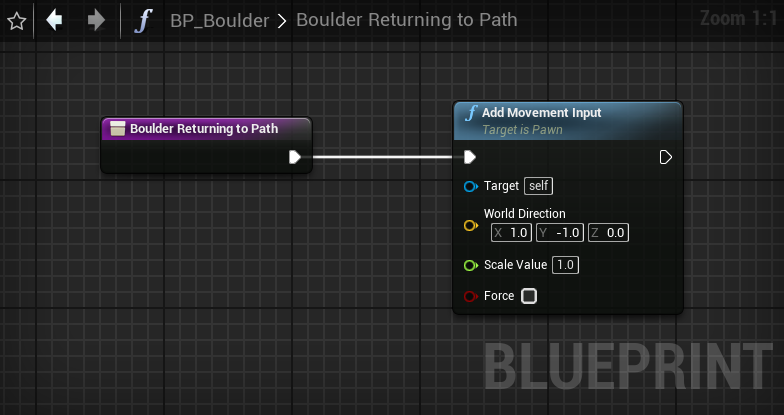 f BP_Boulder > Boulder Returning to Path Zoom 1:1
Boulder Returning to Path
f Add Movement Input
Target is Pawn
Target self
World Direction
X 1.0 Y -1.0 Z 0.0
Scale Value 1.0
Force
BLUEPRINT